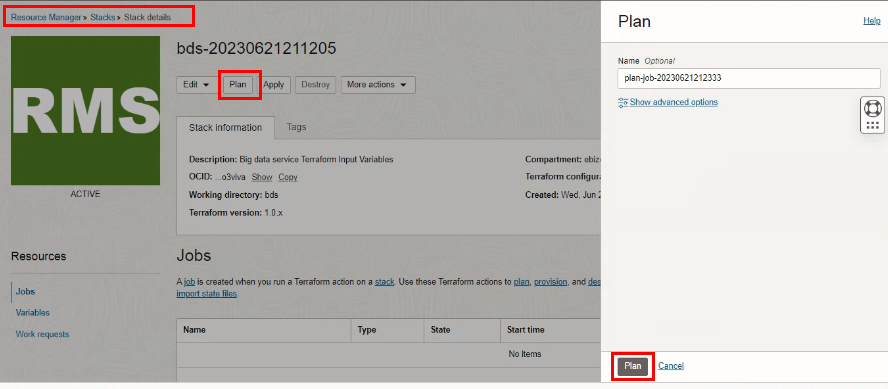 Resource Manager » Stacks » Stack details
RMS
ACTIVE
bds-20230621211205
Edit Plan Apply Destroy More actions
Stack information Tags
Description: Big data service Terraform Input Variables
OCID: ...o3viva Show Copy
Working directory: bds
Terraform version: 1.0.x
Compartment: ebiz
Terraform configura
Created: Wed, Jun 2
Resources
Jobs
Variables
Work requests
Jobs
A job is created when you run a Terraform action on a stack. Use these Terraform actions to plan, provision, and des
import state files
Name Type State Start time
No Items
Plan
Help
Name Optional
plan-job-20230621212333
Show advanced options
Plan Cancel